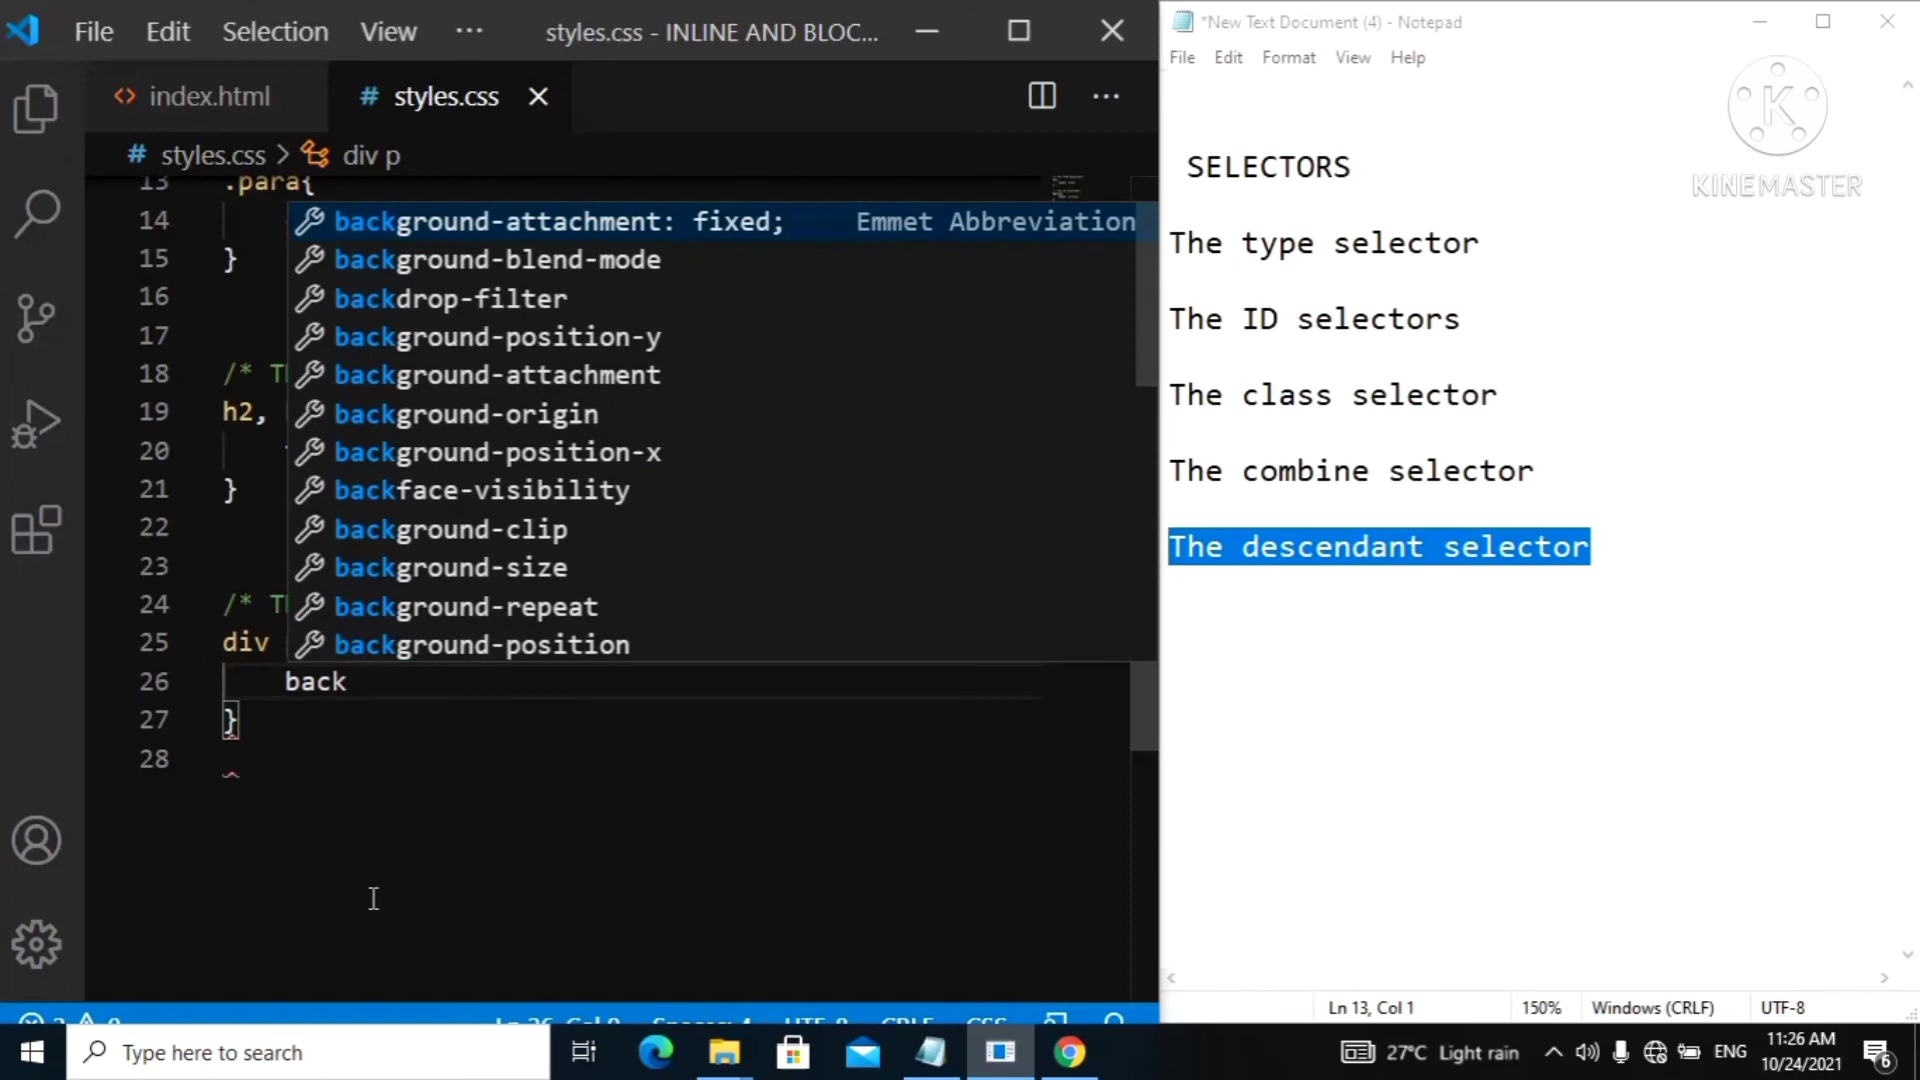 File Edit Selection View ··· styles.css - INLINE AND BLOC...
index.html # styles.css
# styles.css > div p
13 .para{
14
15 }
16
17
18 /*
19 h2,
20
21 }
22
23
24 /*
25 div
26 back
27 }
28
background-attachment: fixed; Emmet Abbreviation
background-blend-mode
backdrop-filter
background-position-y
background-attachment
background-origin
background-position-x
backface-visibility
background-clip
background-size
background-repeat
background-position
*New Text Document (4) - Notepad
File Edit Format View Help
KINEMASTER
SELECTORS
The type selector
The ID selectors
The class selector
The combine selector
The descendant selector
Ln 13, Col 1 150% Windows (CRLF) UTF-8
Type here to search
27°C Light rain ENG 11:26 AM
10/24/2021
6